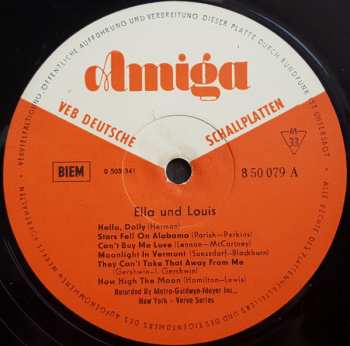 VERVIELFÄLTIGUNG, ÖFFENTLICHE AUFFÜHRUNG UND VERBREITUNG DIESER PLATTE DURCH RUNDFUNK IST UNTERSAGT
ALLE RECHTE DES
Amiga
VEB DEUTSCHE SCHALLPLATTEN
M
33
BIEM
8 50 079 A
Ella und Louis
Hello, Dolly (Herman)
Stars Fell On Alabama (Parish—Perkins)
Can't Buy Me Love (Lennon—McCartney)
Moonlight In Vermont (Suessdorf—Blackburn)
They Can't Take That Away From Me
(Gershwin—I. Gershwin)
How High The Moon (Hamilton—Lewis)
Recorded By Metro-Goldwyn-Mayer Inc.,
New York - Verve Series